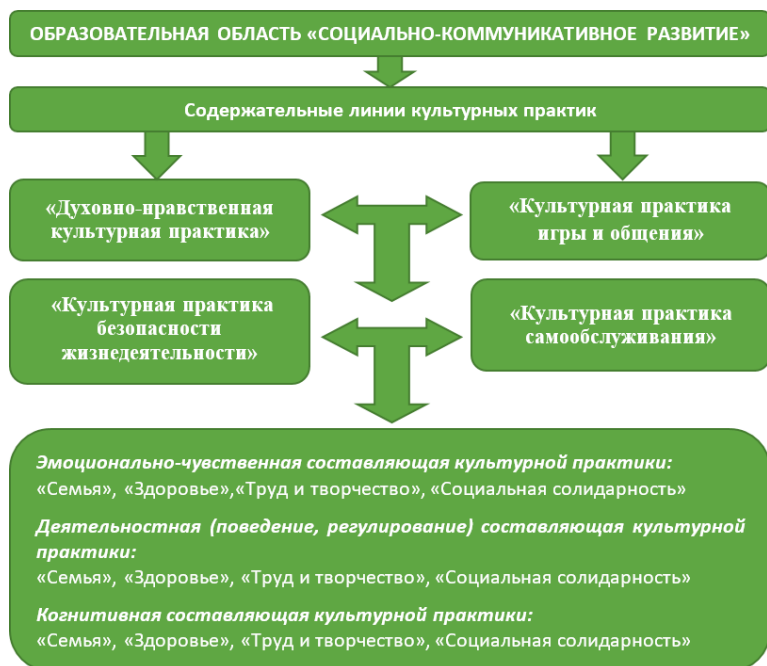 ОБРАЗОВАТЕЛЬНАЯ ОБЛАСТЬ «СОЦИАЛЬНО-КОММУНИКАТИВНОЕ РАЗВИТИЕ»
Содержательные линии культурных практик
«Духовно-нравственная
культурная практика»
«Культурная практика
игры и общения»
«Культурная практика
безопасности
жизнедеятельности»
«Культурная практика
самообслуживания»
Эмоционально-чувственная составляющая культурной практики:
«Семья», «Здоровье»,«Труд и творчество», «Социальная солидарность»
Деятельностная (поведение, регулирование) составляющая культурной
практики:
«Семья», «Здоровье», «Труд и творчество», «Социальная солидарность»
Когнитивная составляющая культурной практики:
«Семья», «Здоровье», «Труд и творчество», «Социальная солидарность»